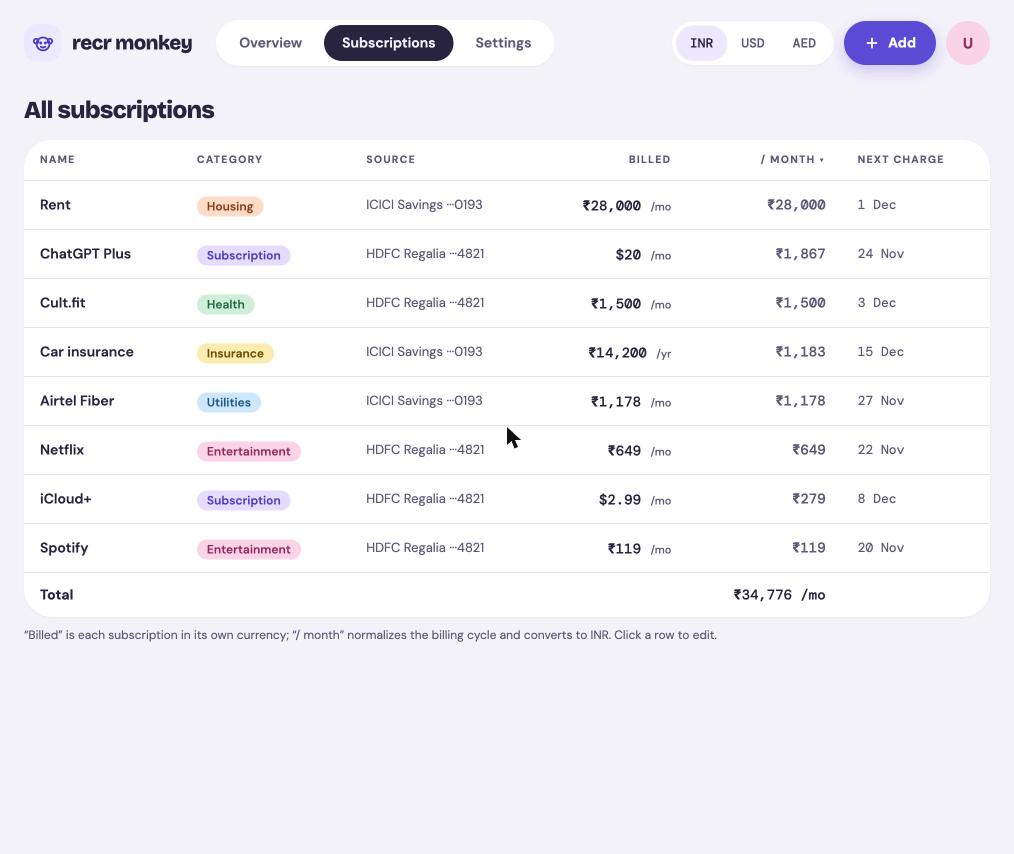 recr monkey Overview Subscriptions Settings INR USD AED + Add U
All subscriptions
NAME CATEGORY SOURCE BILLED / MONTH ▾ NEXT CHARGE
Rent Housing ICICI Savings ··0193 ₹28,000 /mo ₹28,000 1 Dec
ChatGPT Plus Subscription HDFC Regalia ··4821 $20 /mo ₹1,867 24 Nov
Cult.fit Health HDFC Regalia ··4821 ₹1,500 /mo ₹1,500 3 Dec
Car insurance Insurance ICICI Savings ··0193 ₹14,200 /yr ₹1,183 15 Dec
Airtel Fiber Utilities ICICI Savings ··0193 ₹1,178 /mo ₹1,178 27 Nov
Netflix Entertainment HDFC Regalia ··4821 ₹649 /mo ₹649 22 Nov
iCloud+ Subscription HDFC Regalia ··4821 $2.99 /mo ₹279 8 Dec
Spotify Entertainment HDFC Regalia ··4821 ₹119 /mo ₹119 20 Nov
Total ₹34,776 /mo
“Billed” is each subscription in its own currency; “/ month” normalizes the billing cycle and converts to INR. Click a row to edit.